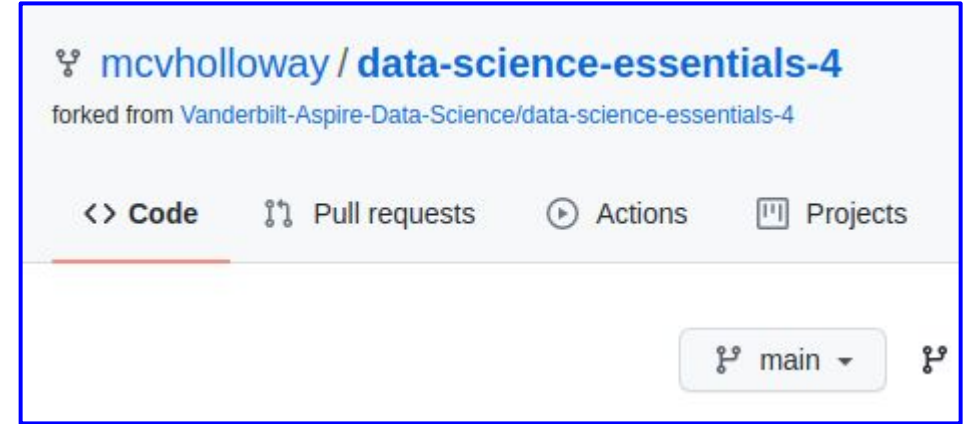 mcvholloway / data-science-essentials-4
forked from Vanderbilt-Aspire-Data-Science/data-science-essentials-4
<> Code Pull requests Actions Projects
main